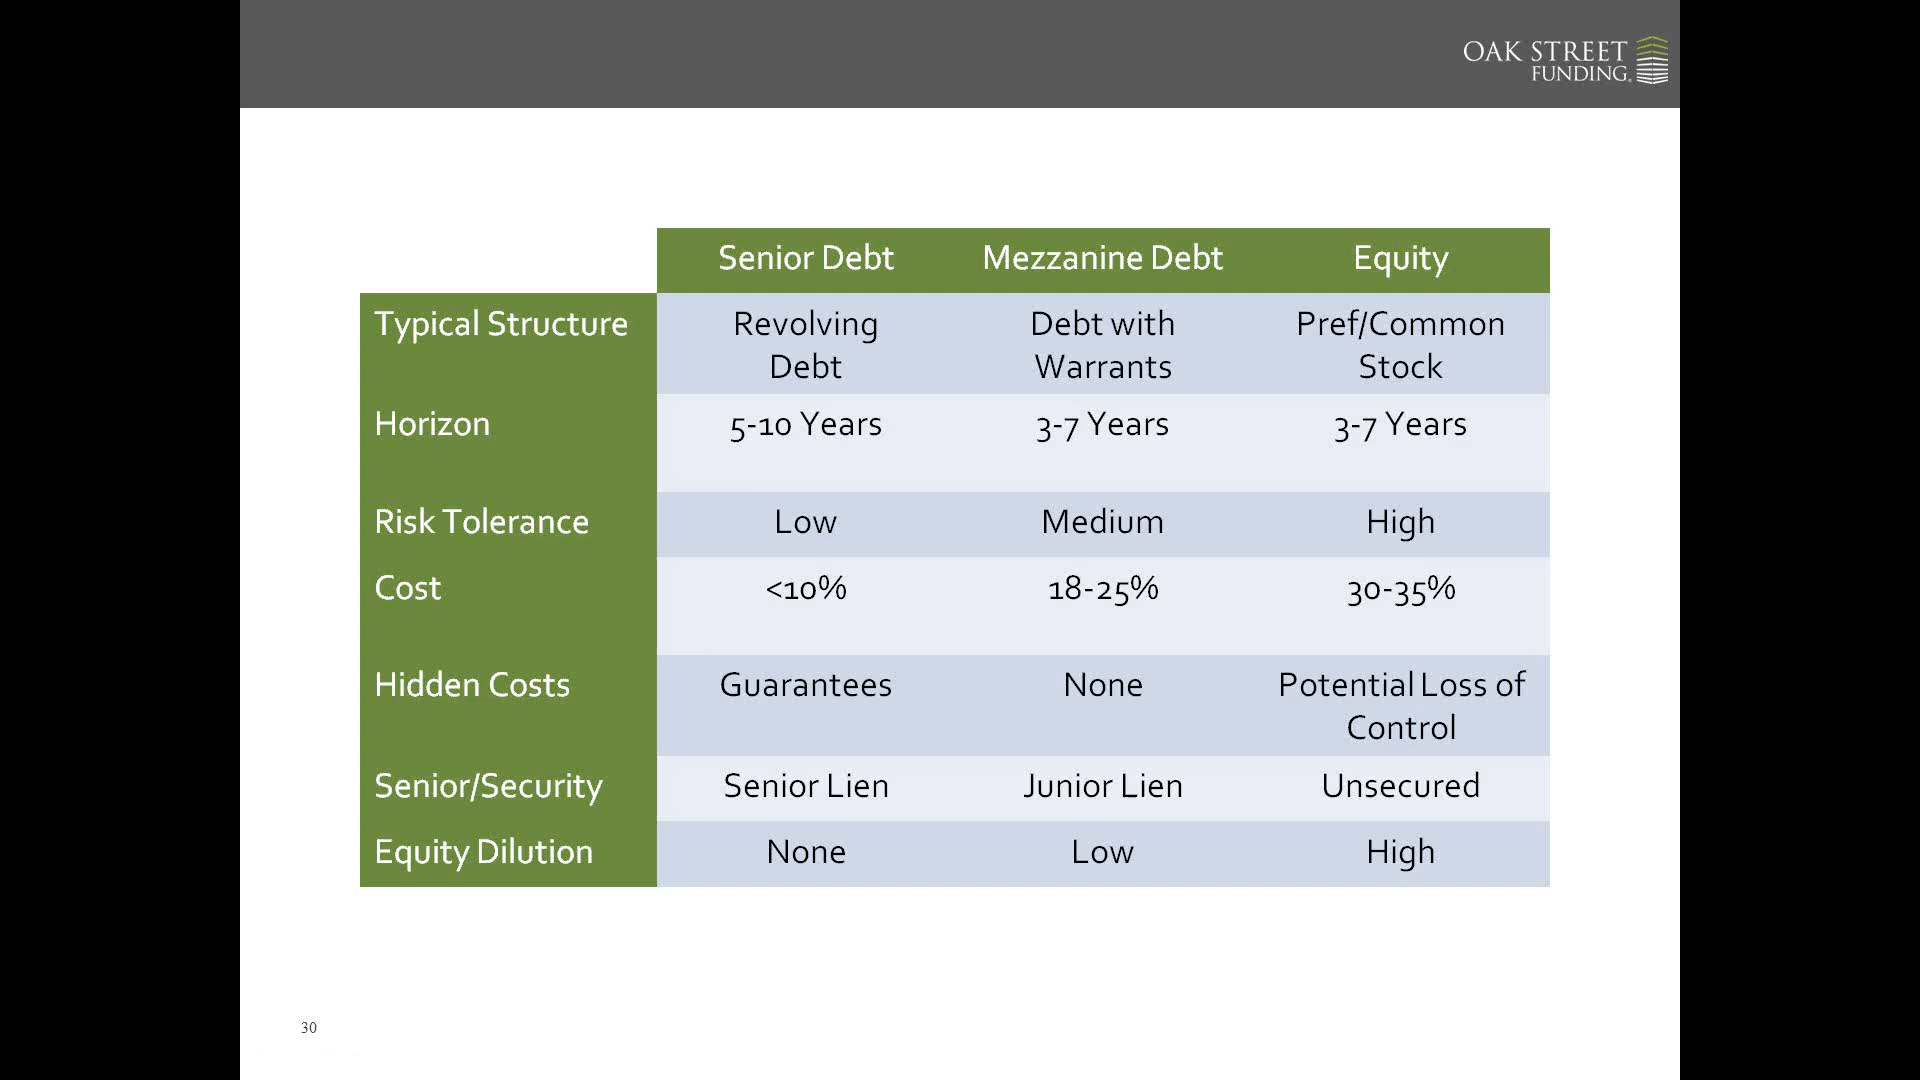 OAK STREET
FUNDING®
Senior Debt Mezzanine Debt Equity
Typical Structure Revolving Debt with Pref/Common
Debt Warrants Stock
Horizon 5-10 Years 3-7 Years 3-7 Years
Risk Tolerance Low Medium High
Cost <10% 18-25% 30-35%
Hidden Costs Guarantees None Potential Loss of
Control
Senior/Security Senior Lien Junior Lien Unsecured
Equity Dilution None Low High
30